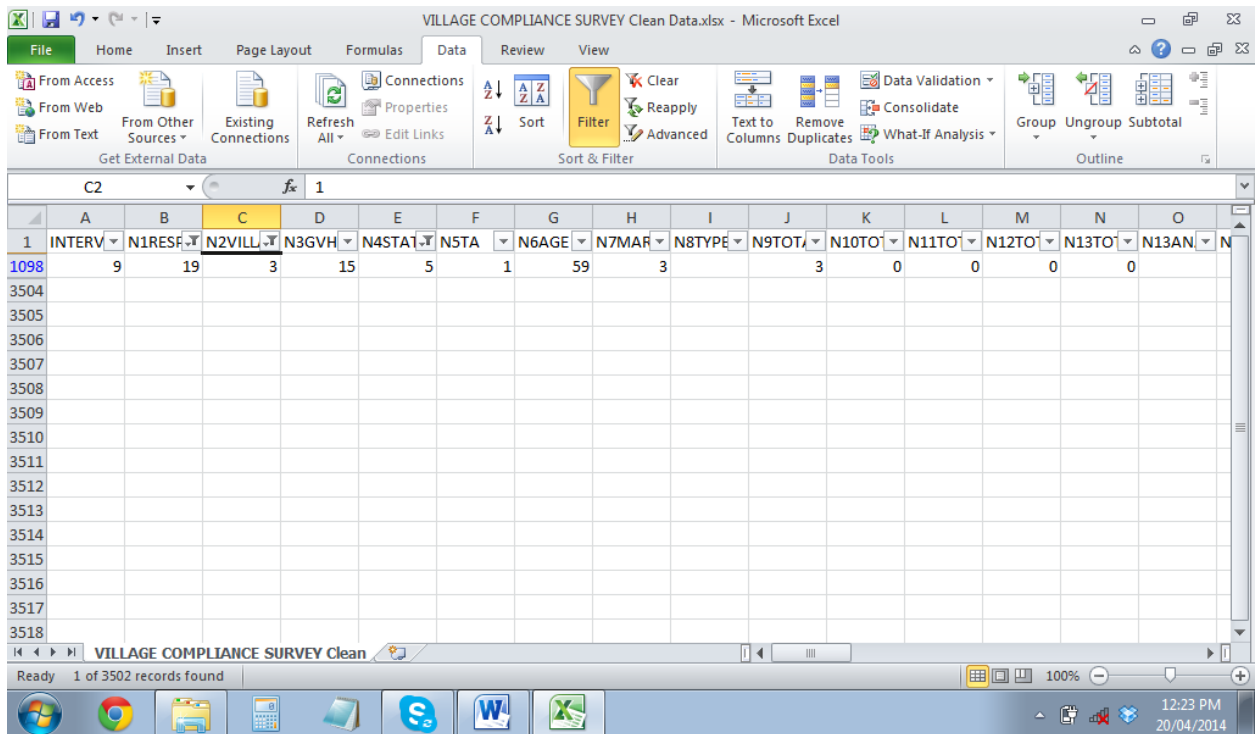 VILLAGE COMPLIANCE SURVEY Clean Data.xlsx - Microsoft Excel
File Home Insert Page Layout Formulas Data Review View
From Access
From Web
From Text
From Other Sources
Existing Connections
Get External Data
Refresh All
Connections
Properties
Edit Links
Connections
Sort
Filter
Clear
Reapply
Advanced
Sort & Filter
Text to Columns
Remove Duplicates
Data Validation
Consolidate
What-If Analysis
Data Tools
Group Ungroup Subtotal
Outline
C2 fx 1
A B C D E F G H I J K L M N O
1 INTERV N1RESP N2VILLA N3GVH N4STAT N5TA N6AGE N7MAR N8TYPE N9TOTA N10TOT N11TOT N12TOT N13TOT N13AN N
1098 9 19 3 15 5 1 59 3 3 0 0 0 0
3504
3505
3506
3507
3508
3509
3510
3511
3512
3513
3514
3515
3516
3517
3518
VILLAGE COMPLIANCE SURVEY Clean
Ready 1 of 3502 records found 100%
12:23 PM
20/04/2014